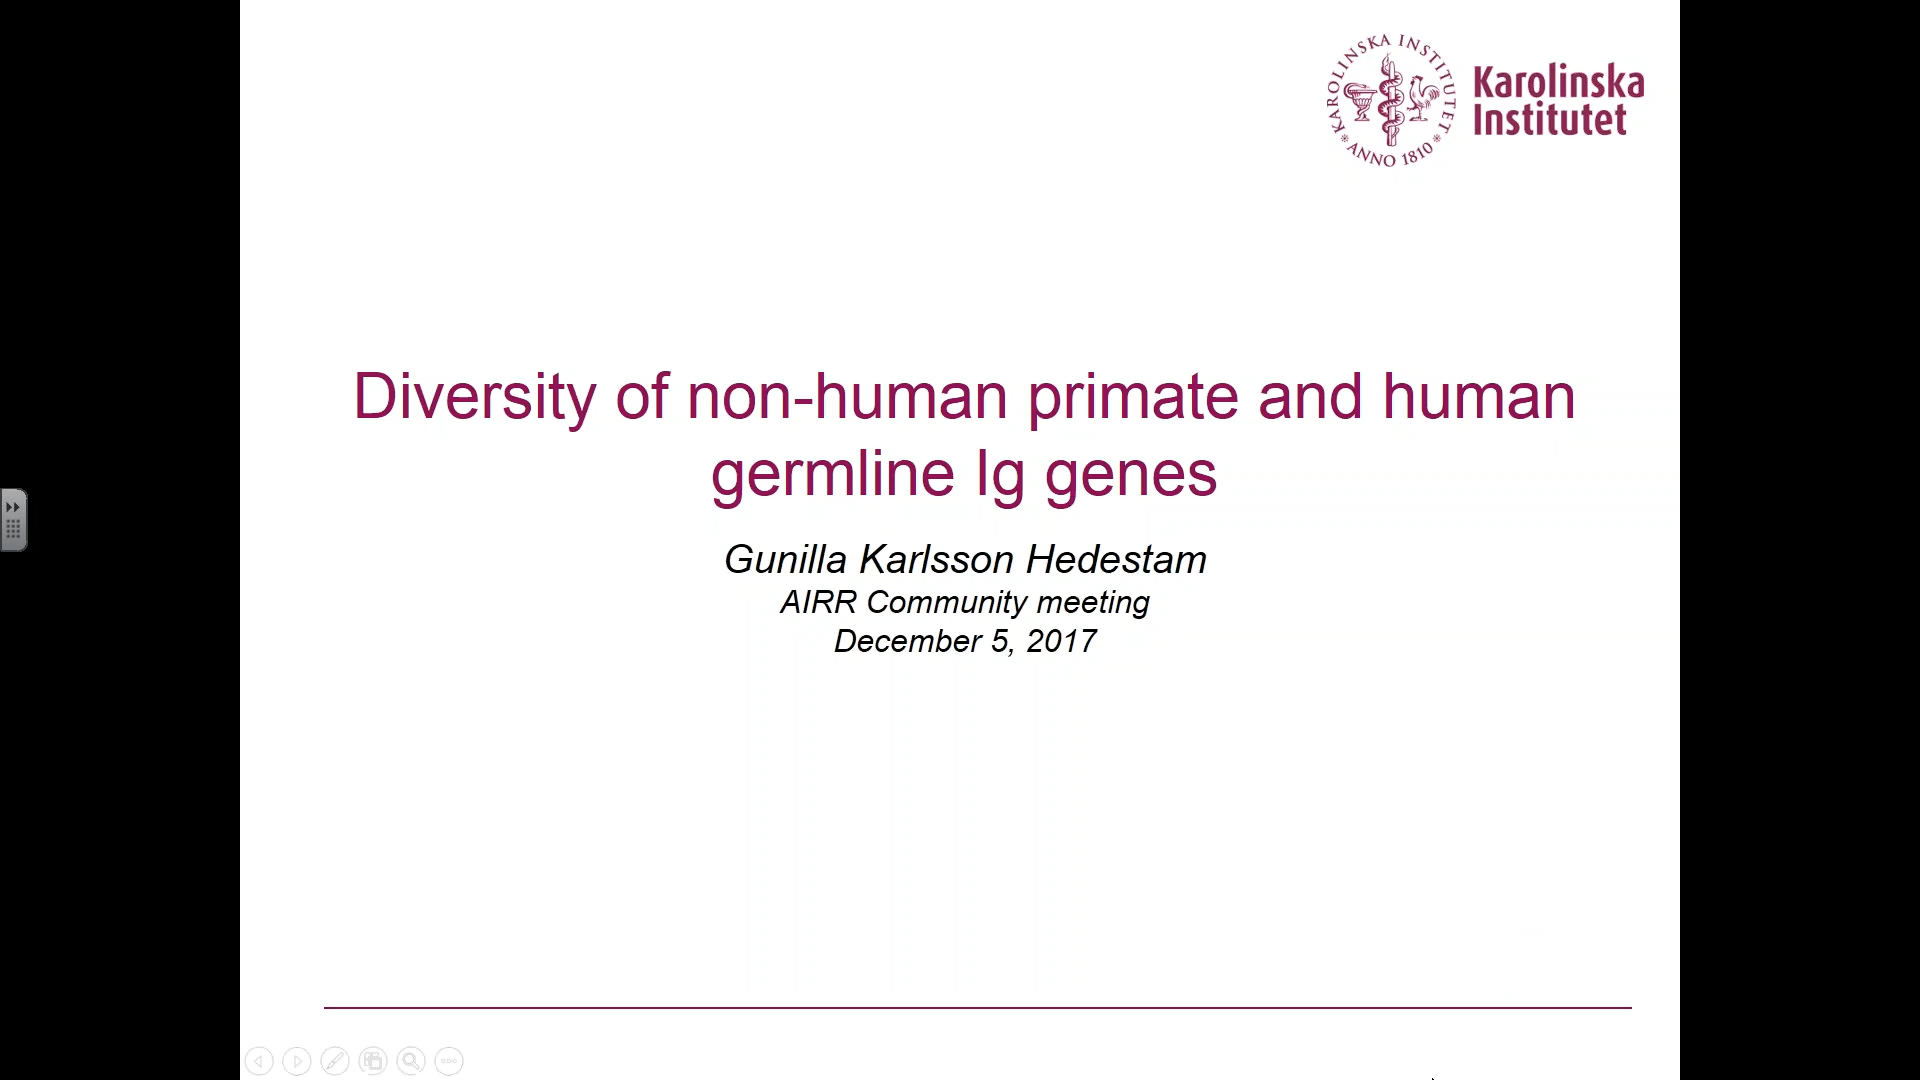 KAROLINSKA INSTITUTET
ANNO 1810
Karolinska
Institutet
Diversity of non-human primate and human
germline Ig genes
Gunilla Karlsson Hedestam
AIRR Community meeting
December 5, 2017